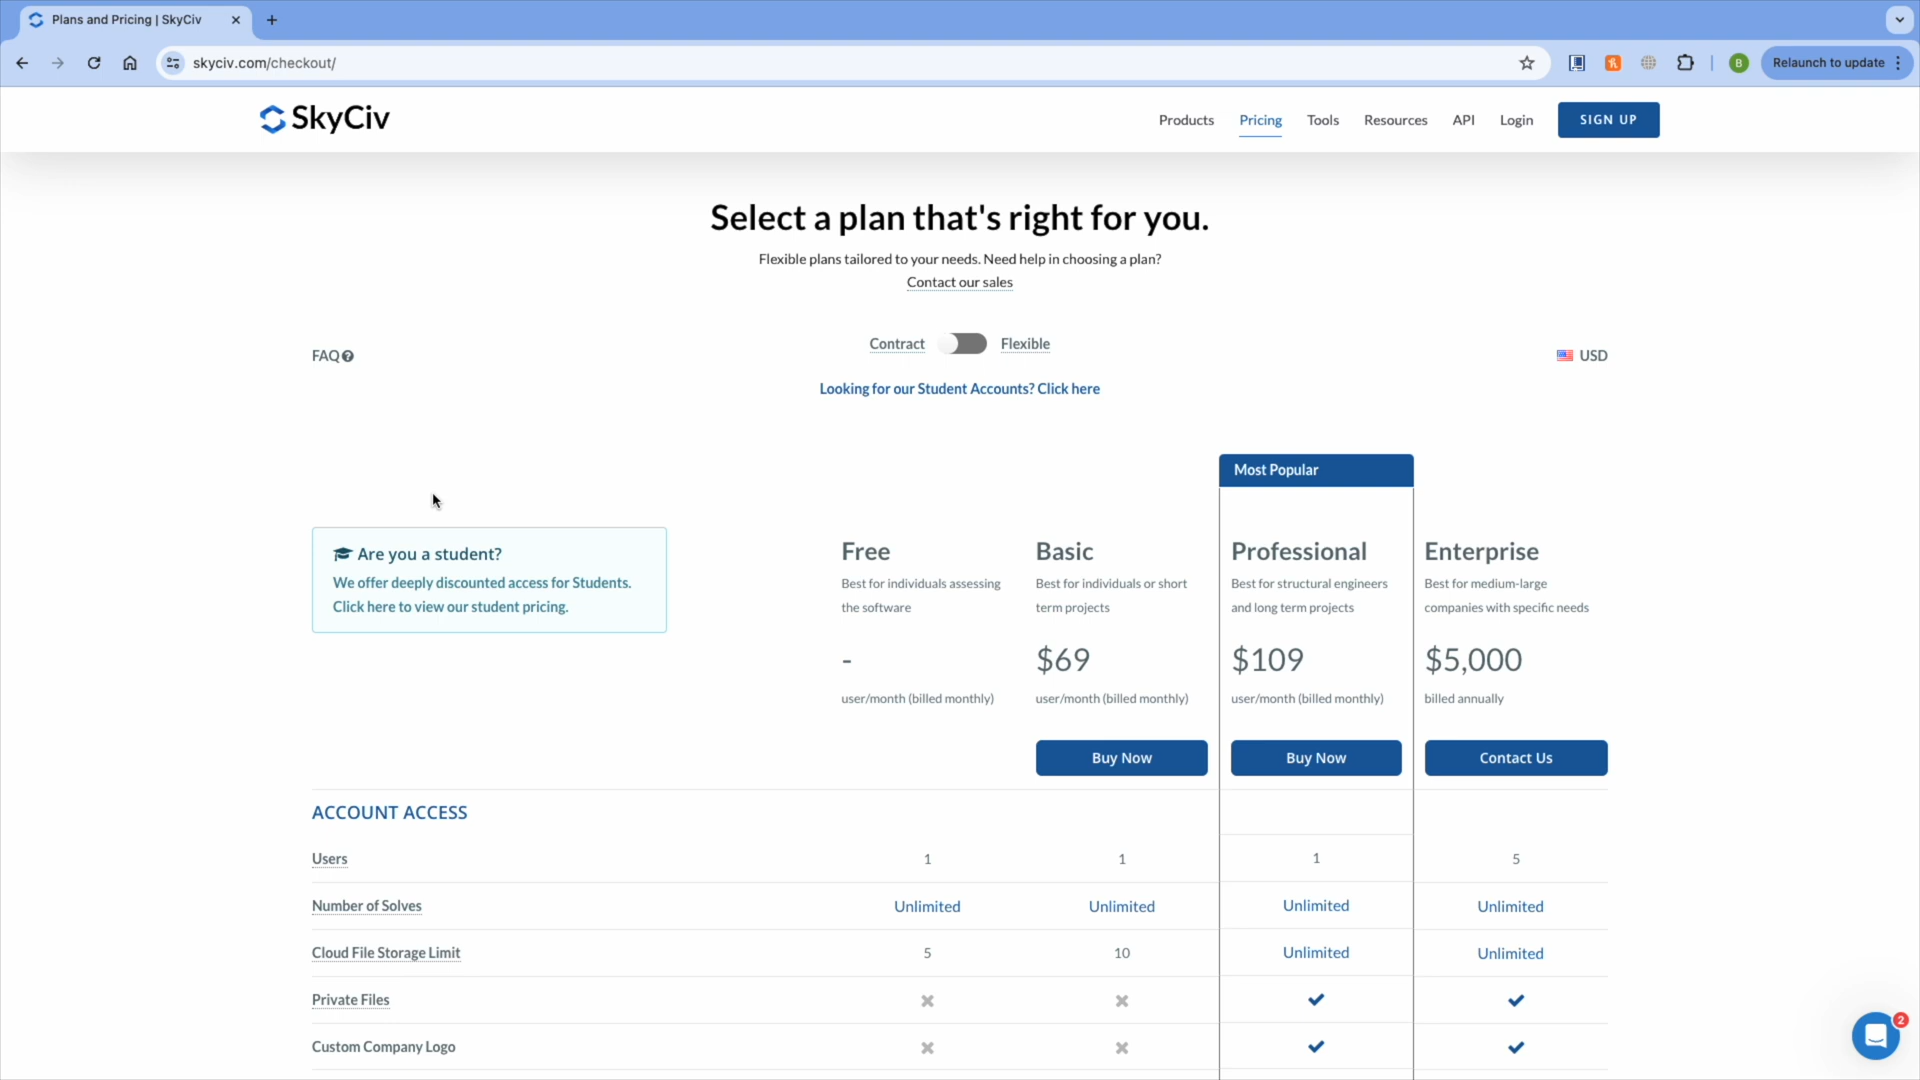 Plans and Pricing | SkyCiv
skyciv.com/checkout/
B
Relaunch to update
SkyCiv
Products
Pricing
Tools
Resources
API
Login
SIGN UP
Select a plan that's right for you.
Flexible plans tailored to your needs. Need help in choosing a plan?
Contact our sales
FAQ
Contract
Flexible
USD
Looking for our Student Accounts? Click here
Most Popular
Are you a student?
We offer deeply discounted access for Students.
Click here to view our student pricing.
Free
Best for individuals assessing
the software
-
user/month (billed monthly)
Basic
Best for individuals or short
term projects
$69
user/month (billed monthly)
Buy Now
Professional
Best for structural engineers
and long term projects
$109
user/month (billed monthly)
Buy Now
Enterprise
Best for medium-large
companies with specific needs
$5,000
billed annually
Contact Us
ACCOUNT ACCESS
Users 1 1 1 5
Number of Solves Unlimited Unlimited Unlimited Unlimited
Cloud File Storage Limit 5 10 Unlimited Unlimited
Private Files
Custom Company Logo
2